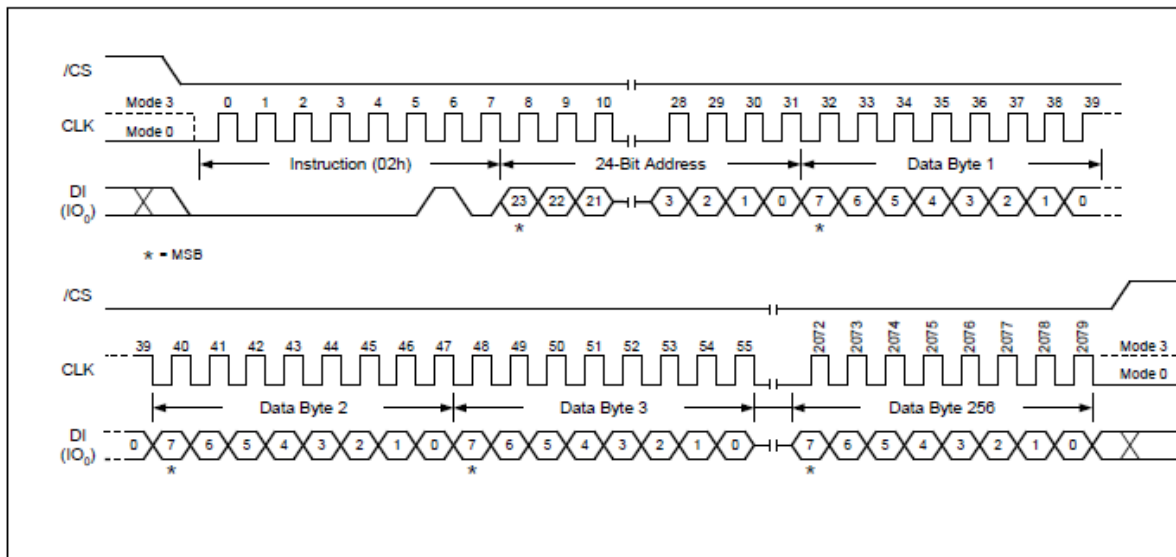 /CS
Mode 3 0 1 2 3 4 5 6 7 8 9 10 28 29 30 31 32 33 34 35 36 37 38 39
CLK
Mode 0
Instruction (02h) 24-Bit Address Data Byte 1
DI
(IO0) 23 22 21 3 2 1 0 7 6 5 4 3 2 1 0
* *
* = MSB
/CS
39 40 41 42 43 44 45 46 47 48 49 50 51 52 53 54 55 2072 2073 2074 2075 2076 2077 2078 2079 Mode 3
CLK
Mode 0
Data Byte 2 Data Byte 3 Data Byte 256
DI
(IO0) 0 7 6 5 4 3 2 1 0 7 6 5 4 3 2 1 0 7 6 5 4 3 2 1 0
* * *